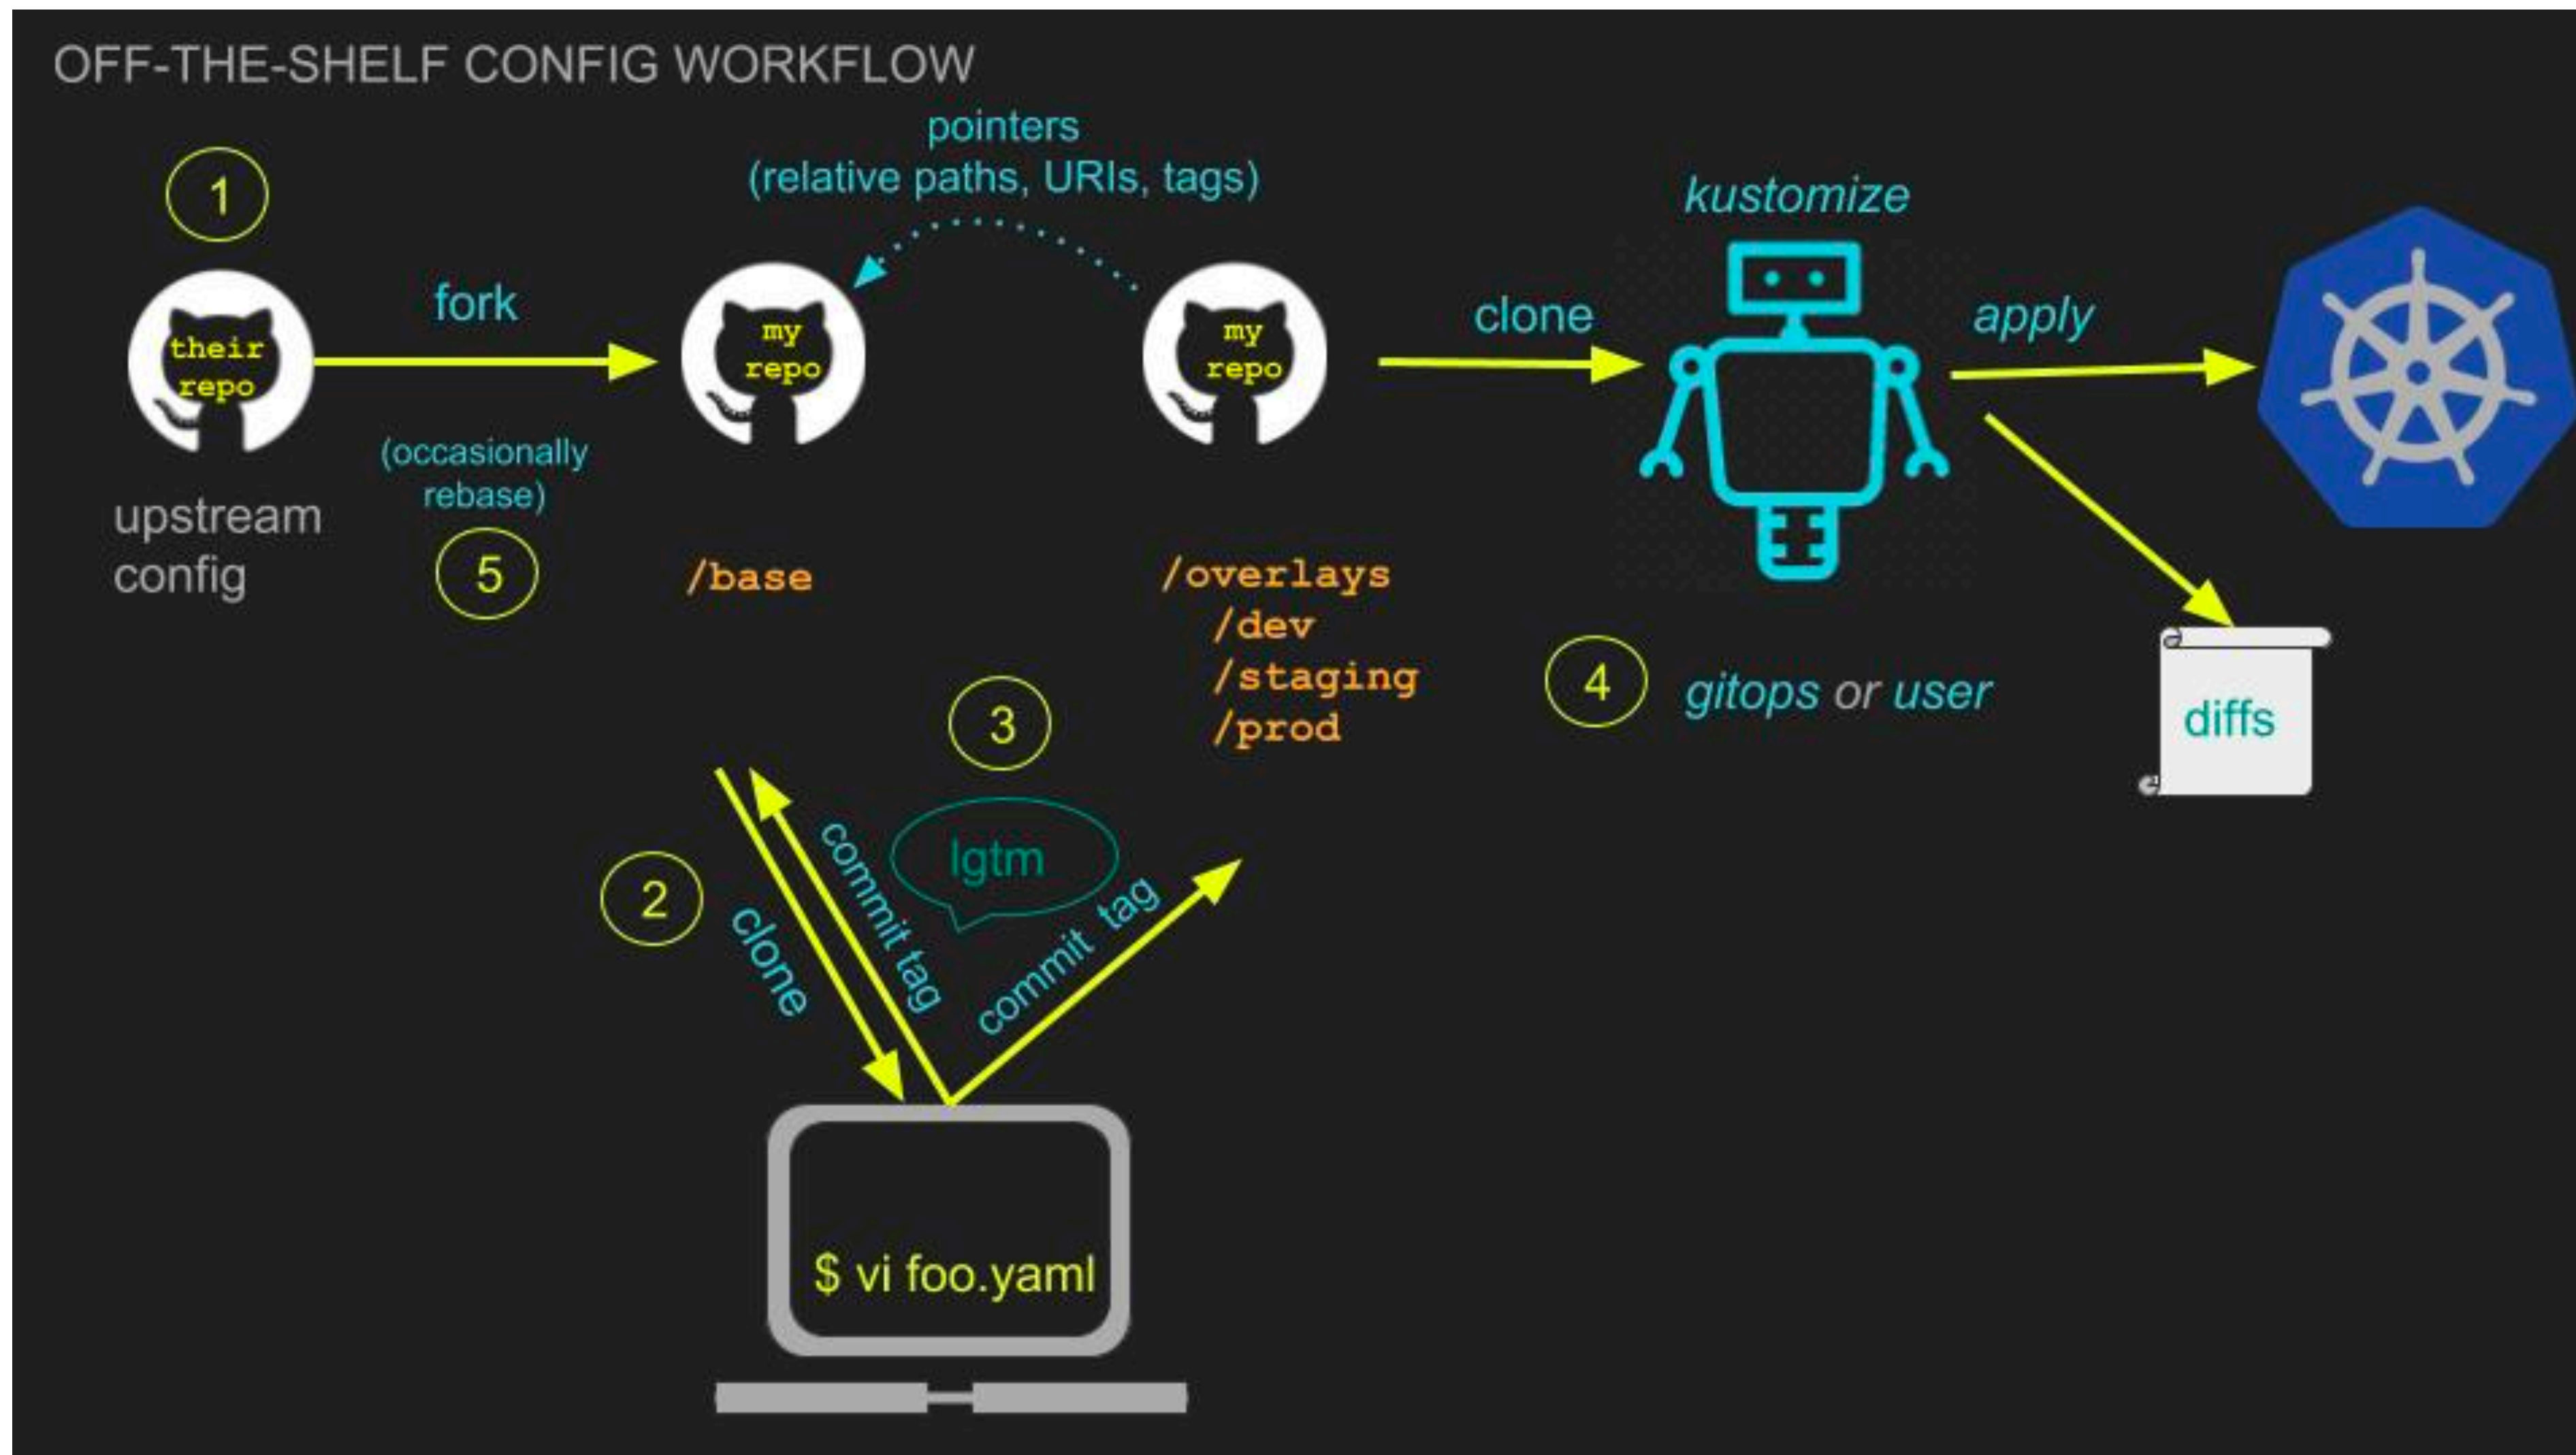 OFF-THE-SHELF CONFIG WORKFLOW
pointers
(relative paths, URIs, tags)
1
kustomize
fork
clone
apply
their
repo
my
repo
my
repo
(occasionally
rebase)
upstream
config
5
/base
/overlays
/dev
/staging
/prod
4
gitops or user
diffs
3
lgtm
2
clone
commit tag
commit tag
$ vi foo.yaml